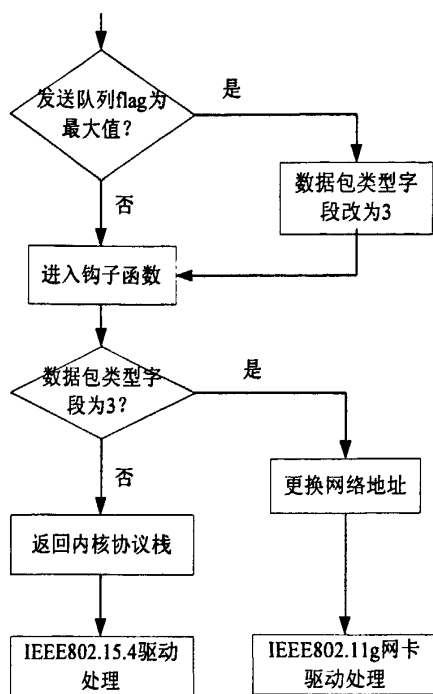 发送队列flag为
最大值？
是
数据包类型字
段改为3
否
进入钩子函数
数据包类型字
段为3？
是
否
更换网络地址
返回内核协议栈
IEEE802.15.4驱动
处理
IEEE802.11g网卡
驱动处理